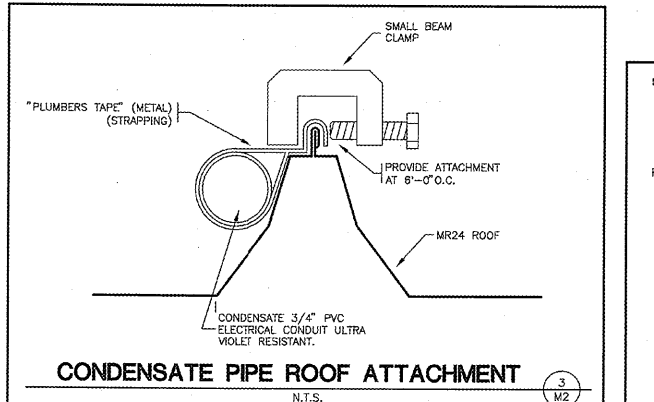 SMALL BEAM
CLAMP
"PLUMBERS TAPE" (METAL)
(STRAPPING)
PROVIDE ATTACHMENT
AT 6'-0" O.C.
MR24 ROOF
CONDENSATE 3/4" PVC
ELECTRICAL CONDUIT ULTRA
VIOLET RESISTANT.
CONDENSATE PIPE ROOF ATTACHMENT
3
M2
N.T.S.